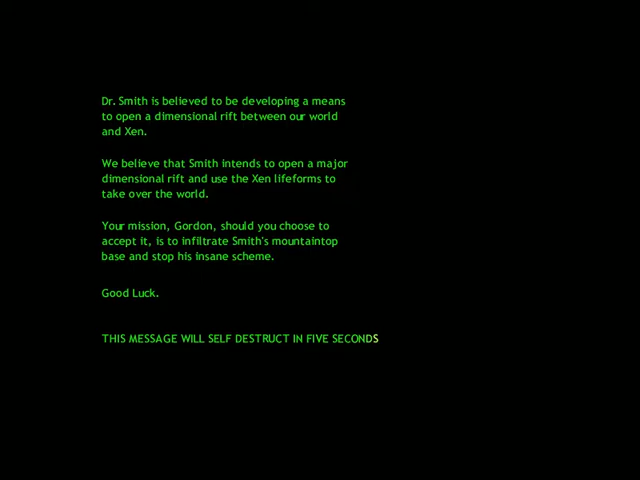 Dr. Smith is believed to be developing a means
to open a dimensional rift between our world
and Xen.
We believe that Smith intends to open a major
dimensional rift and use the Xen lifeforms to
take over the world.
Your mission, Gordon, should you choose to
accept it, is to infiltrate Smith's mountaintop
base and stop his insane scheme.
Good Luck.
THIS MESSAGE WILL SELF DESTRUCT IN FIVE SECONDS